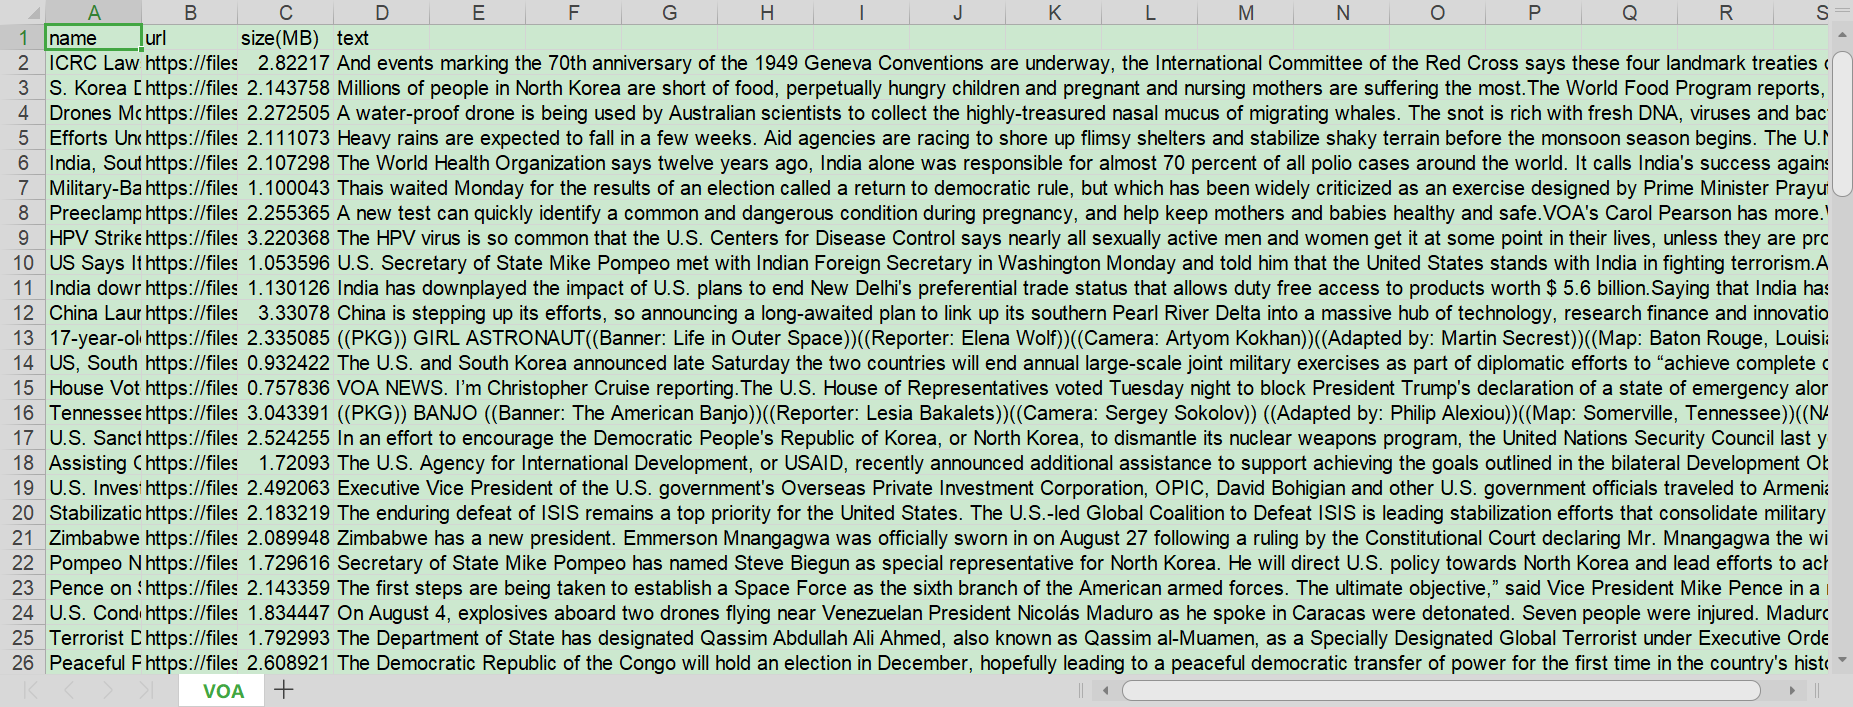 A B C D E F G H I J K L M N O P Q R S
1 name url size(MB) text
2 ICRC Law https://files 2.82217 And events marking the 70th anniversary of the 1949 Geneva Conventions are underway, the International Committee of the Red Cross says these four landmark treaties
3 S. Korea https://files 2.143758 Millions of people in North Korea are short of food, perpetually hungry children and pregnant and nursing mothers are suffering the most.The World Food Program reports,
4 Drones https://files 2.272505 A water-proof drone is being used by Australian scientists to collect the highly-treasured nasal mucus of migrating whales. The snot is rich with fresh DNA, viruses and
5 Efforts https://files 2.111073 Heavy rains are expected to fall in a few weeks. Aid agencies are racing to shore up flimsy shelters and stabilize shaky terrain before the monsoon season begins. The
6 India, https://files 2.107298 The World Health Organization says twelve years ago, India alone was responsible for almost 70 percent of all polio cases around the world. It calls India's success
7 https://files 1.100043 Thais waited Monday for the results of an election called a return to democratic rule, but which has been widely criticized as an exercise designed by Prime Minister
8 https://files 2.255365 A new test can quickly identify a common and dangerous condition during pregnancy, and help keep mothers and babies healthy and safe.VOA's Carol Pearson has more.
9 HPV https://files 3.220368 The HPV virus is so common that the U.S. Centers for Disease Control says nearly all sexually active men and women get it at some point in their lives, unless they are
10 US Says https://files 1.053596 U.S. Secretary of State Mike Pompeo met with Indian Foreign Secretary in Washington Monday and told him that the United States stands with India in fighting terrorism.
11 India https://files 1.130126 India has downplayed the impact of U.S. plans to end New Delhi's preferential trade status that allows duty free access to products worth $ 5.6 billion.Saying that India
12 China https://files 3.33078 China is stepping up its efforts, so announcing a long-awaited plan to link up its southern Pearl River Delta into a massive hub of technology, research finance and
13 https://files 2.335085 ((PKG)) GIRL ASTRONAUT((Banner: Life in Outer Space))((Reporter: Elena Wolf))((Camera: Artyom Kokhan))((Adapted by: Martin Secrest))((Map: Baton Rouge,
14 US, South https://files 0.932422 The U.S. and South Korea announced late Saturday the two countries will end annual large-scale joint military exercises as part of diplomatic efforts to “achieve complete
15 House https://files 0.757836 VOA NEWS. I’m Christopher Cruise reporting.The U.S. House of Representatives voted Tuesday night to block President Trump's declaration of a state of emergency
16 Tennessee https://files 3.043391 ((PKG)) BANJO ((Banner: The American Banjo))((Reporter: Lesia Bakalets))((Camera: Sergey Sokolov)) ((Adapted by: Philip Alexiou))((Map: Somerville, Tennessee))
17 U.S. https://files 2.524255 In an effort to encourage the Democratic People's Republic of Korea, or North Korea, to dismantle its nuclear weapons program, the United Nations Security Council last
18 Assisting https://files 1.72093 The U.S. Agency for International Development, or USAID, recently announced additional assistance to support achieving the goals outlined in the bilateral Development
19 U.S. https://files 2.492063 Executive Vice President of the U.S. government's Overseas Private Investment Corporation, OPIC, David Bohigian and other U.S. government officials traveled to
20 https://files 2.183219 The enduring defeat of ISIS remains a top priority for the United States. The U.S.-led Global Coalition to Defeat ISIS is leading stabilization efforts that consolidate military
21 Zimbabwe https://files 2.089948 Zimbabwe has a new president. Emmerson Mnangagwa was officially sworn in on August 27 following a ruling by the Constitutional Court declaring Mr. Mnangagwa the
22 Pompeo https://files 1.729616 Secretary of State Mike Pompeo has named Steve Biegun as special representative for North Korea. He will direct U.S. policy towards North Korea and lead efforts to
23 Pence on https://files 2.143359 The first steps are being taken to establish a Space Force as the sixth branch of the American armed forces. The ultimate objective,” said Vice President Mike Pence in a
24 U.S. https://files 1.834447 On August 4, explosives aboard two drones flying near Venezuelan President Nicolás Maduro as he spoke in Caracas were detonated. Seven people were injured.
25 Terrorist https://files 1.792993 The Department of State has designated Qassim Abdullah Ali Ahmed, also known as Qassim al-Muamen, as a Specially Designated Global Terrorist under Executive
26 Peaceful https://files 2.608921 The Democratic Republic of the Congo will hold an election in December, hopefully leading to a peaceful democratic transfer of power for the first time in the country's
VOA